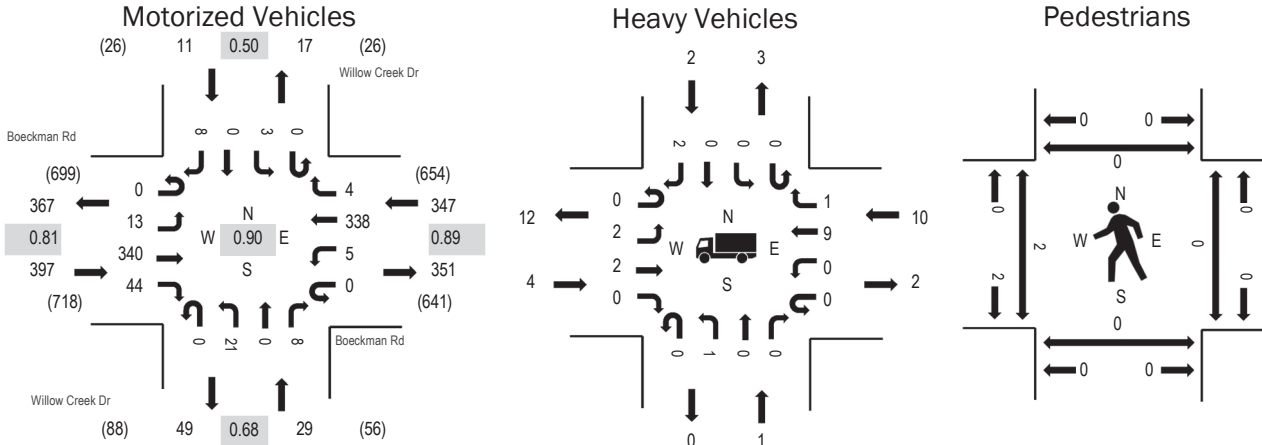 Motorized Vehicles
(26) 11 0.50 17 (26)
Willow Creek Dr
Boeckman Rd
8 0 3 0
(699) 0 4 (654)
367 13 338 347
0.81 W N 0.90 S E 0.89
397 340 5 351
(718) 44 0 (641)
0 21 0 8
Boeckman Rd
Willow Creek Dr
(88) 49 0.68 29 (56)
Heavy Vehicles
2 3
2 0 0 0
0 1
12 2 N 9 10
W E
4 2 S 0 2
0 0
0 1 0 0
0 1
Pedestrians
0 0
0
0 N 0
W 2 E 0
2 S 0
0
0 0